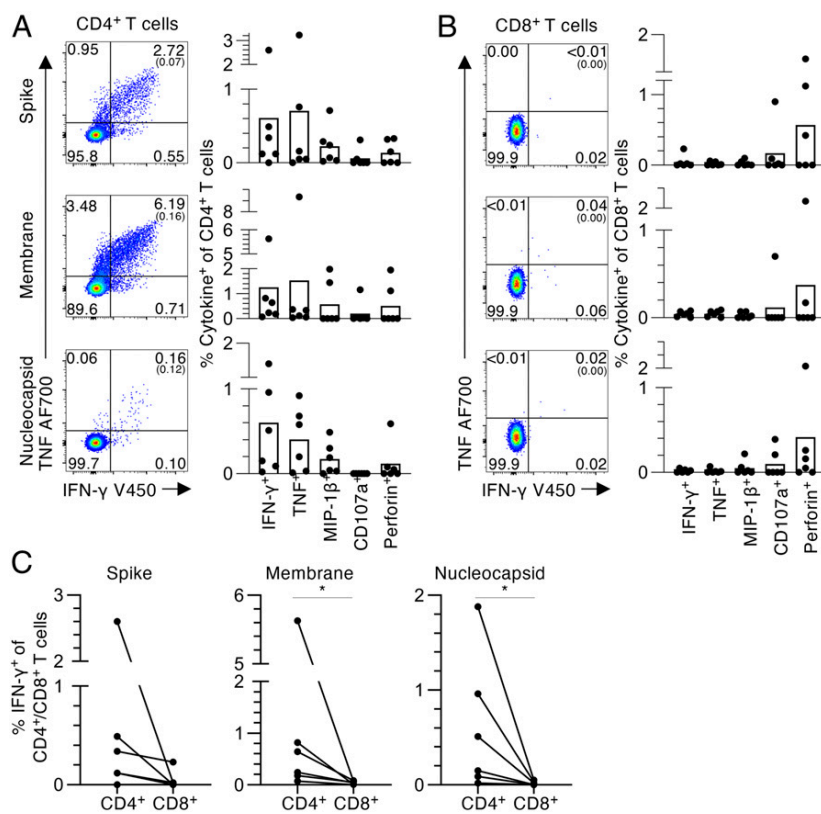 A
CD4+ T cells
Spike
0.95
2.72
(0.07)
95.8
0.55
3
2
1
0
Membrane
3.48
6.19
(0.16)
89.6
0.71
8
6
5
2
1
0
Nucleocapsid
0.06
0.16
(0.12)
99.7
0.10
2
1
0
TNF AF700
IFN-γ V450
% Cytokine+ of CD4+ T cells
IFN-γ+
TNF+
MIP-1β+
CD107a+
Perforin+
B
CD8+ T cells
0.00
<0.01
(0.00)
99.9
0.02
2
1
0
<0.01
0.04
(0.00)
99.9
0.06
2
1
0
<0.01
0.02
(0.00)
99.9
0.02
2
1
0
TNF AF700
IFN-γ V450
% Cytokine+ of CD8+ T cells
IFN-γ+
TNF+
MIP-1β+
CD107a+
Perforin+
C
% IFN-γ+ of
CD4+/CD8+ T cells
Spike
3
2
1
0
CD4+ CD8+
Membrane
*
6
5
2
1
0
CD4+ CD8+
Nucleocapsid
*
2
1
0
CD4+ CD8+